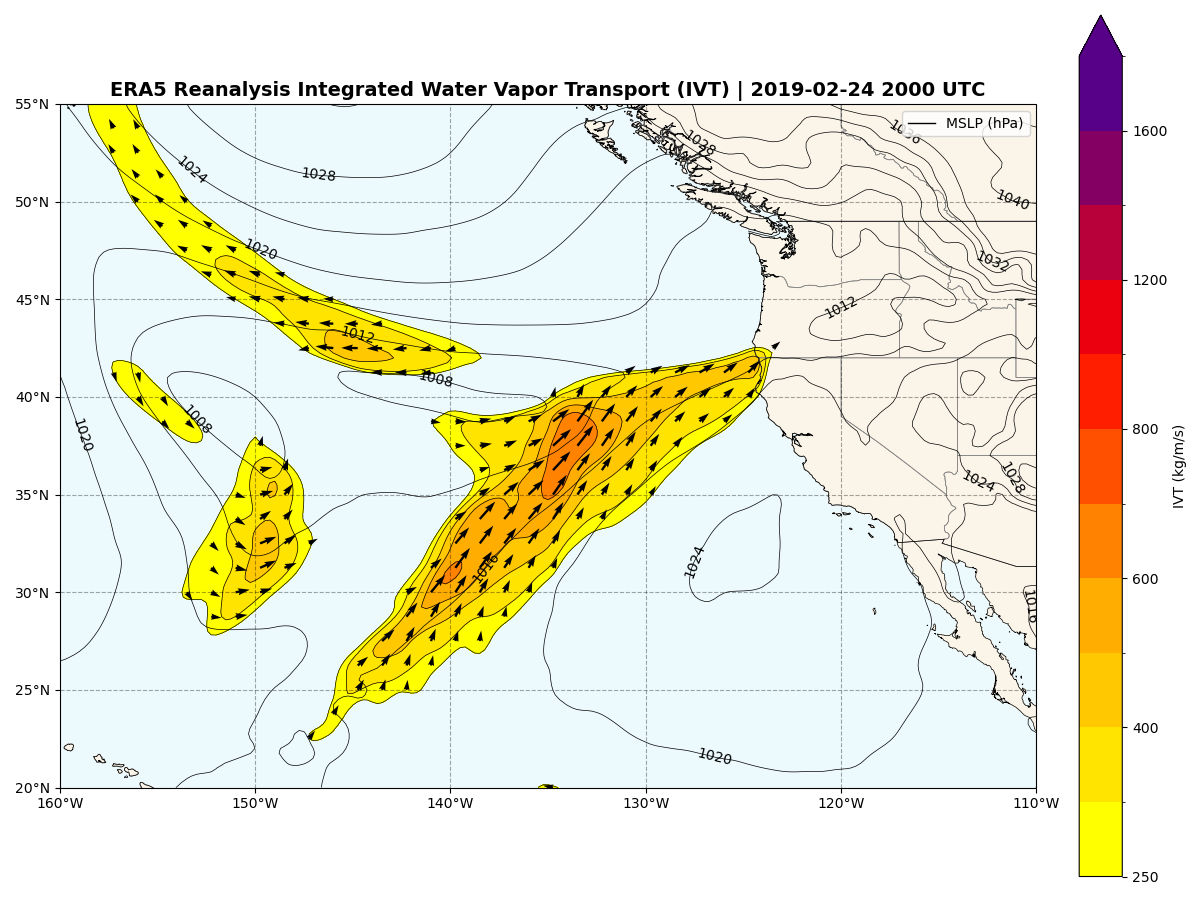 ERA5 Reanalysis Integrated Water Vapor Transport (IVT) | 2019-02-24 2000 UTC
MSLP (hPa)
55°N
50°N
45°N
40°N
35°N
30°N
25°N
20°N
160°W
150°W
140°W
130°W
120°W
110°W
1024
1028
1028
1036
1040
1020
1032
1012
1012
1008
1008
1020
1024
1028
1016
1024
1016
1020
1600
1200
800
600
400
250
IVT (kg/m/s)